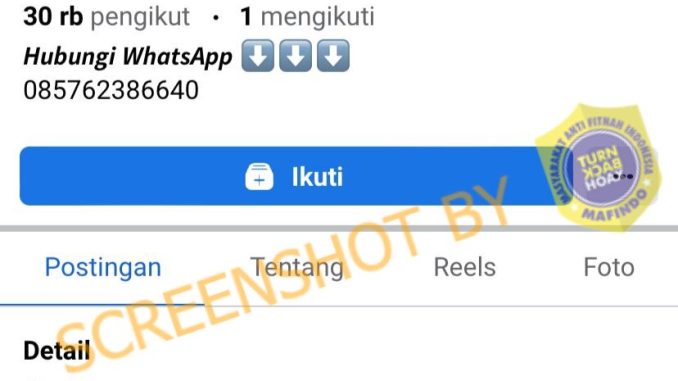 30 rb pengikut • 1 mengikuti
Hubungi WhatsApp ⬇️⬇️⬇️
085762386640
Ikuti
MASYARAKAT ANTI FITNAH INDONESIA
TURN
BACK
HOAX
MAFINDO
SCREENSHOT BY
Postingan Tentang Reels Foto
Detail